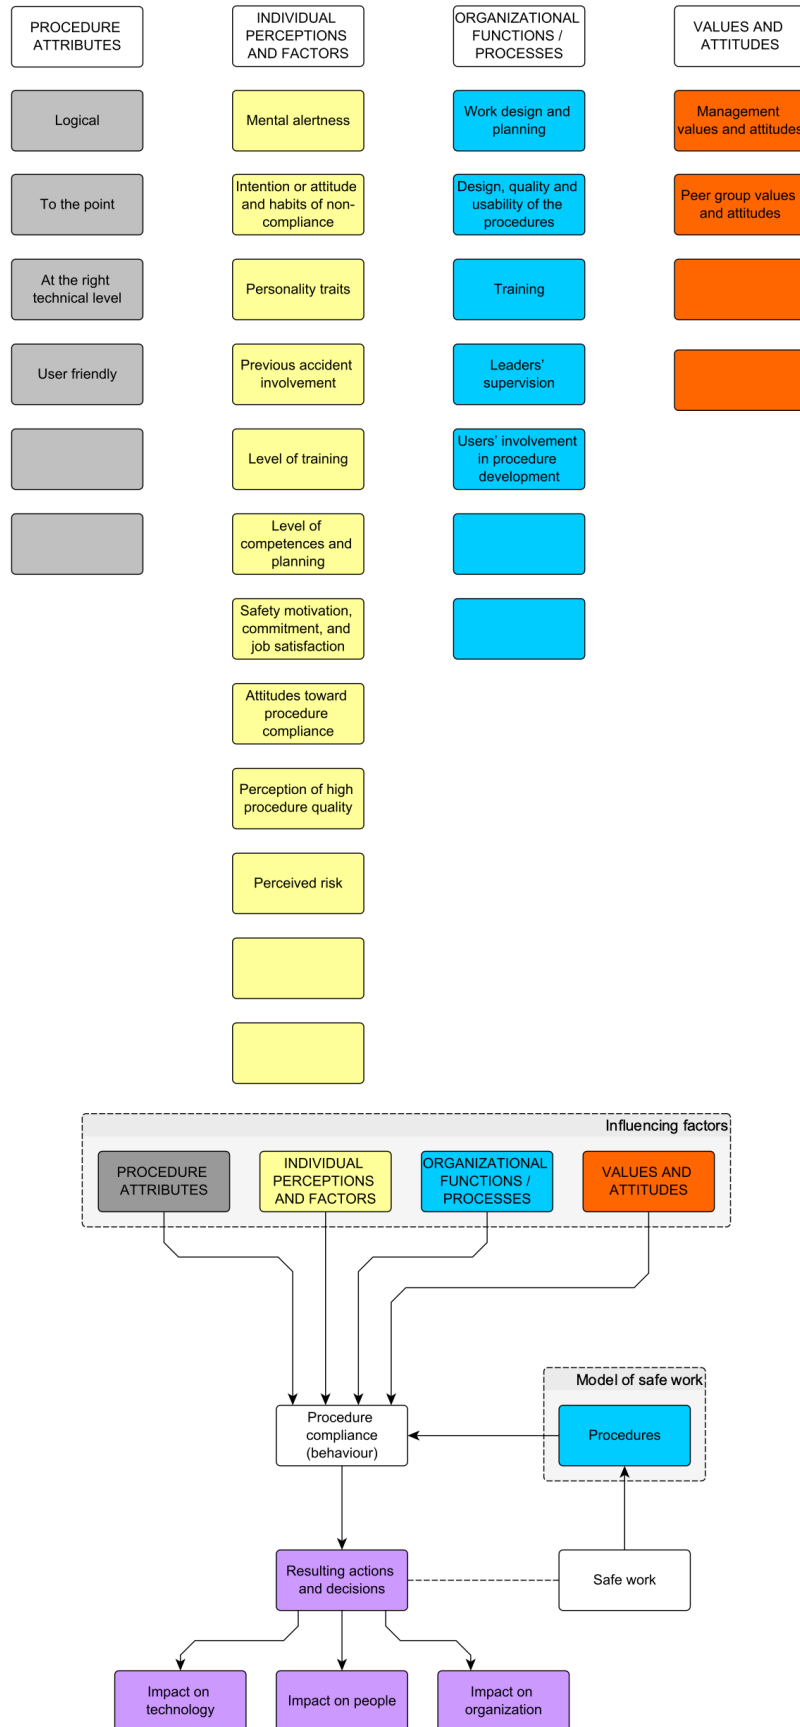 PROCEDURE
ATTRIBUTES
INDIVIDUAL
PERCEPTIONS
AND FACTORS
ORGANIZATIONAL
FUNCTIONS /
PROCESSES
VALUES AND
ATTITUDES
Logical
Mental alertness
Work design and
planning
Management
values and attitudes
To the point
Intention or attitude
and habits of non-
compliance
Design, quality and
usability of the
procedures
Peer group values
and attitudes
At the right
technical level
Personality traits
Training
User friendly
Previous accident
involvement
Leaders'
supervision
Level of training
Users' involvement
in procedure
development
Level of
competences and
planning
Safety motivation,
commitment, and
job satisfaction
Attitudes toward
procedure
compliance
Perception of high
procedure quality
Perceived risk
Influencing factors
PROCEDURE
ATTRIBUTES
INDIVIDUAL
PERCEPTIONS
AND FACTORS
ORGANIZATIONAL
FUNCTIONS /
PROCESSES
VALUES AND
ATTITUDES
Model of safe work
Procedure
compliance
(behaviour)
Procedures
Resulting actions
and decisions
Safe work
Impact on
technology
Impact on people
Impact on
organization